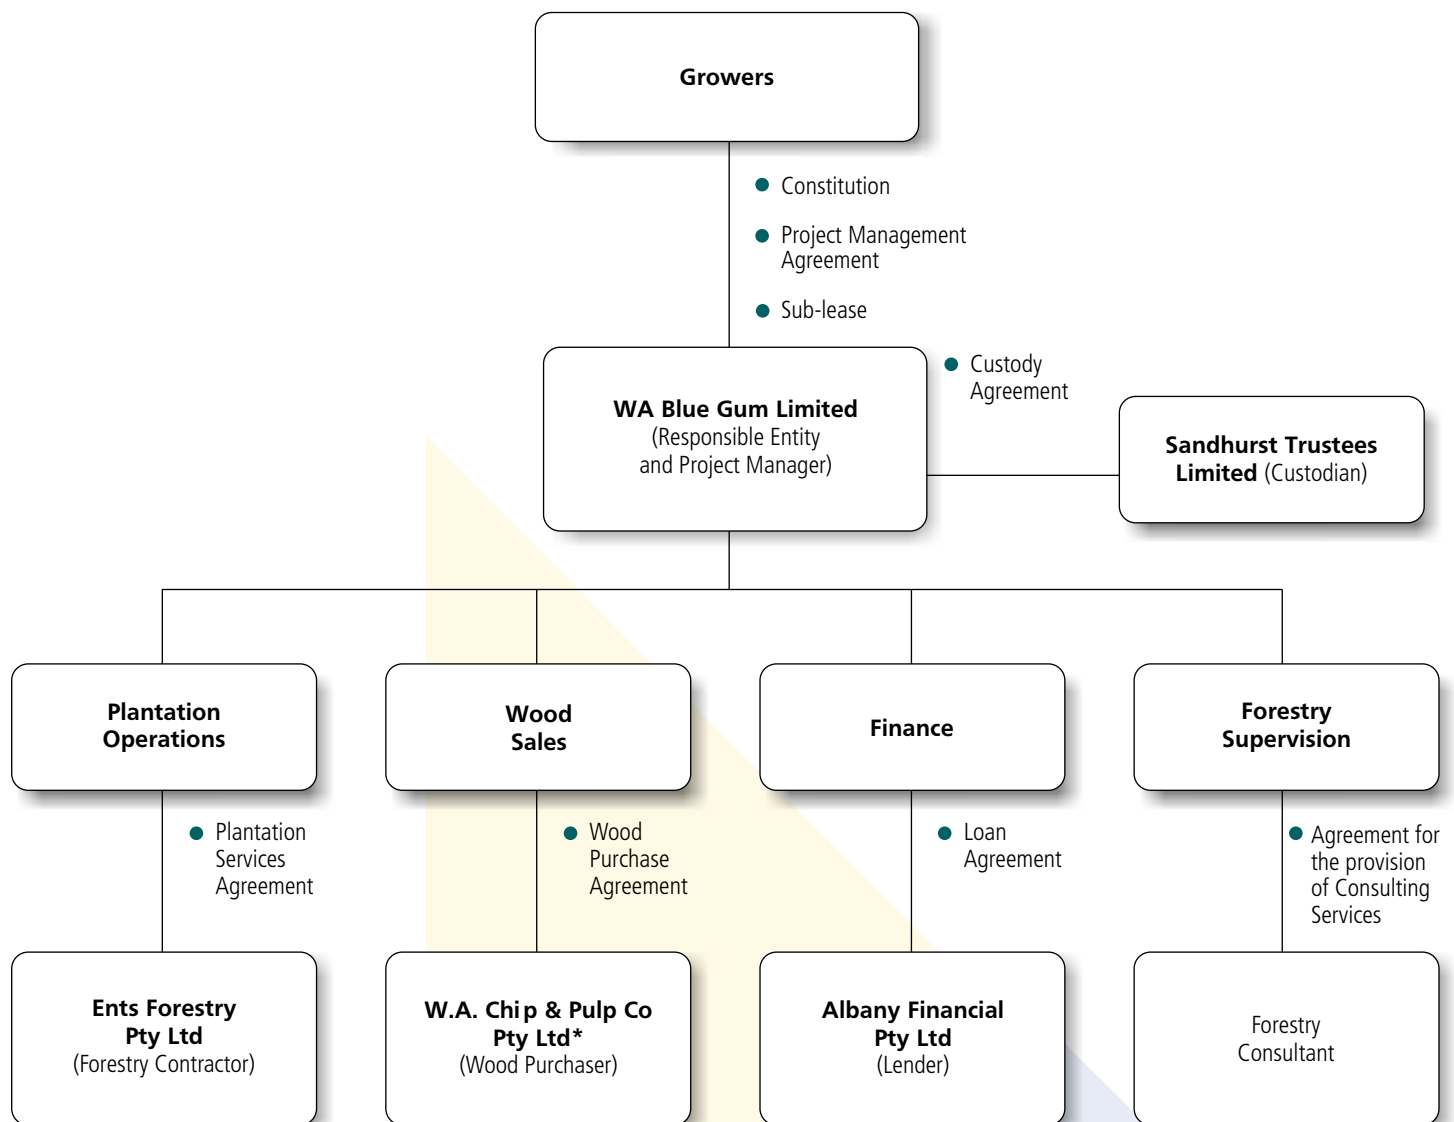 Growers
Constitution
Project Management
Agreement
Sub-lease
WA Blue Gum Limited
(Responsible Entity
and Project Manager)
Custody
Agreement
Sandhurst Trustees
Limited (Custodian)
Plantation
Operations
Wood
Sales
Finance
Forestry
Supervision
Plantation
Services
Agreement
Wood
Purchase
Agreement
Loan
Agreement
Agreement for
the provision
of Consulting
Services
Ents Forestry
Pty Ltd
(Forestry Contractor)
W.A. Chip & Pulp Co
Pty Ltd*
(Wood Purchaser)
Albany Financial
Pty Ltd
(Lender)
Forestry
Consultant